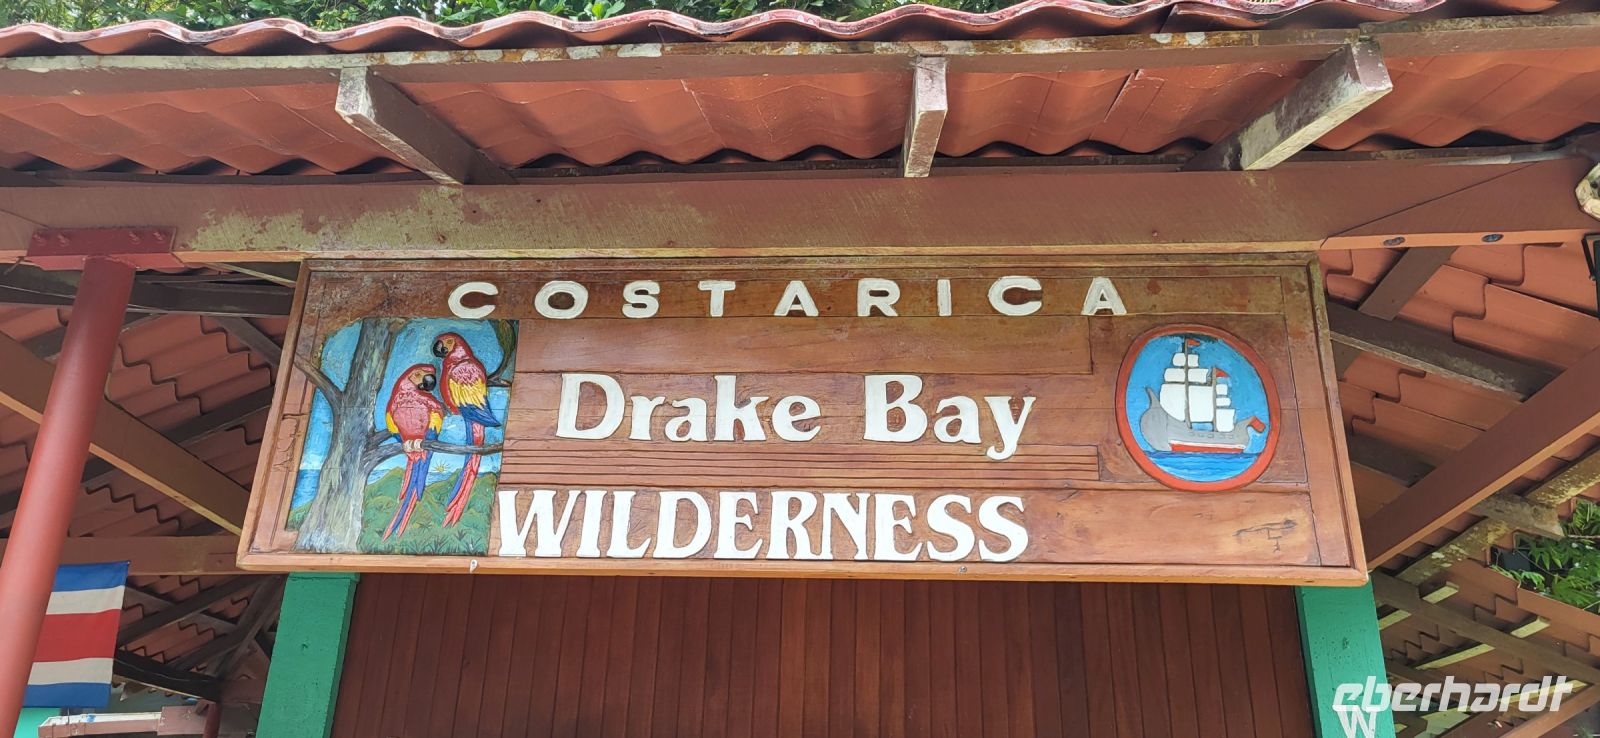 COSTARICA
Drake Bay
WILDERNESS
eberhardt
W